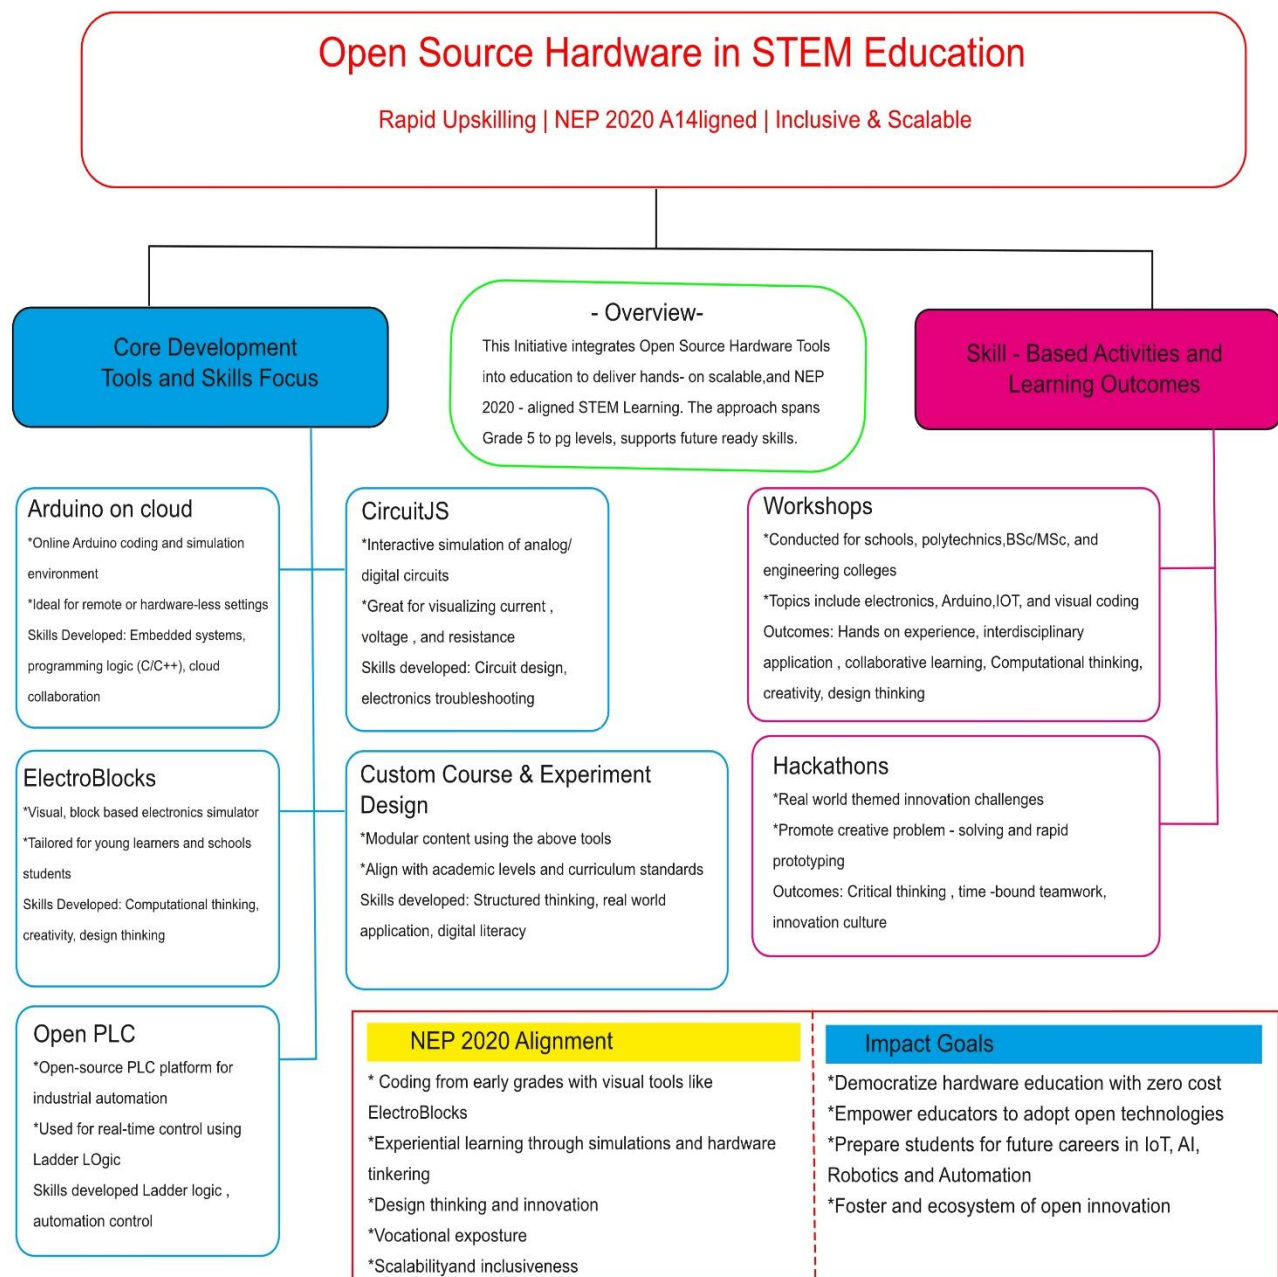 Open Source Hardware in STEM Education
Rapid Upskilling | NEP 2020 A14ligned | Inclusive & Scalable
Core Development
Tools and Skills Focus
- Overview-
This Initiative integrates Open Source Hardware Tools
into education to deliver hands- on scalable,and NEP
2020 - aligned STEM Learning. The approach spans
Grade 5 to pg levels, supports future ready skills.
Skill - Based Activities and
Learning Outcomes
Arduino on cloud
*Online Arduino coding and simulation
environment
*Ideal for remote or hardware-less settings
Skills Developed: Embedded systems,
programming logic (C/C++), cloud
collaboration
CircuitJS
*Interactive simulation of analog/
digital circuits
*Great for visualizing current ,
voltage , and resistance
Skills developed: Circuit design,
electronics troubleshooting
Workshops
*Conducted for schools, polytechnics,BSc/MSc, and
engineering colleges
*Topics include electronics, Arduino,IOT, and visual coding
Outcomes: Hands on experience, interdisciplinary
application , collaborative learning, Computational thinking,
creativity, design thinking
ElectroBlocks
*Visual, block based electronics simulator
*Tailored for young learners and schools
students
Skills Developed: Computational thinking,
creativity, design thinking
Custom Course & Experiment
Design
*Modular content using the above tools
*Align with academic levels and curriculum standards
Skills developed: Structured thinking, real world
application, digital literacy
Hackathons
*Real world themed innovation challenges
*Promote creative problem - solving and rapid
prototyping
Outcomes: Critical thinking , time -bound teamwork,
innovation culture
Open PLC
*Open-source PLC platform for
industrial automation
*Used for real-time control using
Ladder LOgic
Skills developed Ladder logic ,
automation control
NEP 2020 Alignment
* Coding from early grades with visual tools like
ElectroBlocks
*Experiential learning through simulations and hardware
tinkering
*Design thinking and innovation
*Vocational exposure
*Scalabilityand inclusiveness
Impact Goals
*Democratize hardware education with zero cost
*Empower educators to adopt open technologies
*Prepare students for future careers in IoT, AI,
Robotics and Automation
*Foster and ecosystem of open innovation